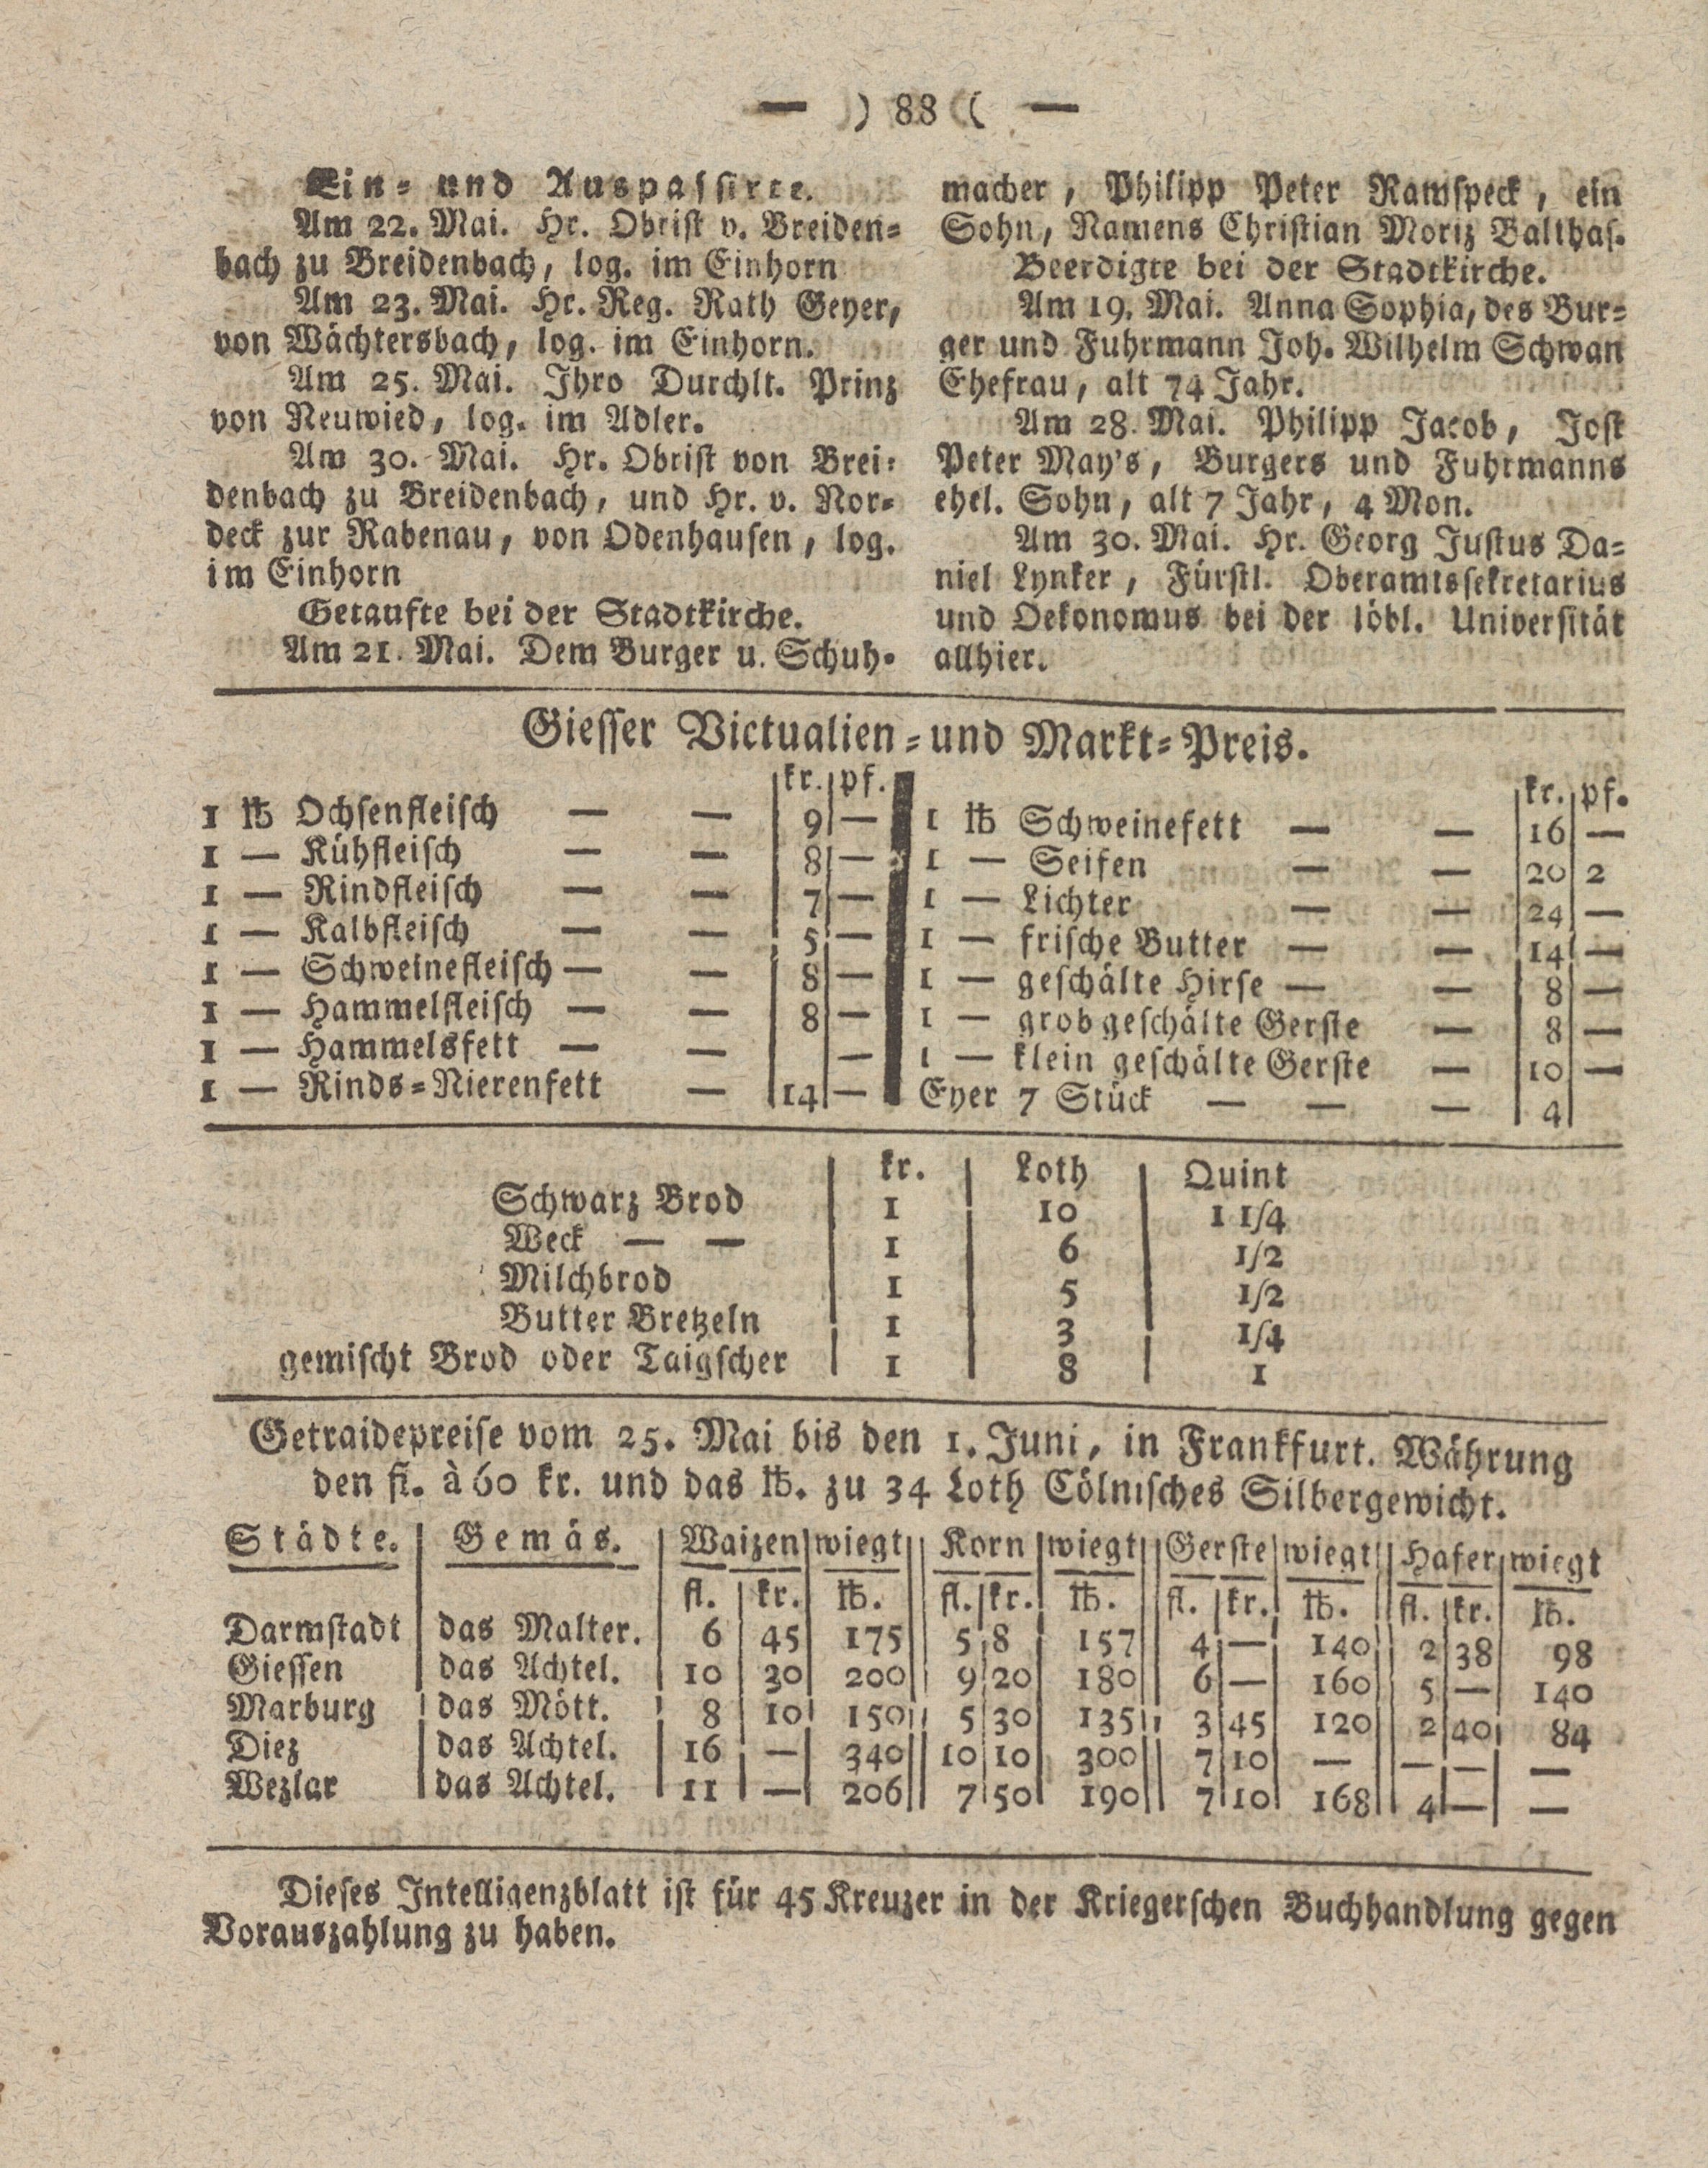 — ) 88 ( —
Ein- und Auspassirte.
Am 22. Mai. Hr. Obrist v. Breiden-
bach zu Breidenbach, log. im Einhorn
Am 23. Mai. Hr. Reg. Rath Geyer,
von Wächtersbach, log. im Einhorn.
Am 25. Mai. Ihro Durchlt. Prinz
von Neuwied, log. im Adler.
Am 30. Mai. Hr. Obrist von Brei-
denbach zu Breidenbach, und Hr. v. Nor-
deck zur Rabenau, von Odenhausen, log.
im Einhorn
Getaufte bei der Stadtkirche.
Am 21. Mai. Dem Burger u. Schuh-
macher, Philipp Peter Ramspeck, ein
Sohn, Namens Christian Moriz Balthas.
Beerdigte bei der Stadtkirche.
Am 19. Mai. Anna Sophia, des Bur-
ger und Fuhrmann Joh. Wilhelm Schwan
Ehefrau, alt 74 Jahr.
Am 28. Mai. Philipp Jacob, Jost
Peter May's, Burgers und Fuhrmanns
ehel. Sohn, alt 7 Jahr, 4 Mon.
Am 30. Mai. Hr. Georg Justus Da-
niel Lynker, Fürstl. Oberamtssekretarius
und Oekonomus bei der löbl. Universität
allhier.
Giesser Victualien- und Markt-Preis.
kr. pf.
1 ℔ Ochsenfleisch — — 9 —
1 — Kühfleisch — — 8 —
1 — Rindfleisch — — 7 —
1 — Kalbfleisch — — 5 —
1 — Schweinefleisch — — 8 —
1 — Hammelfleisch — — 8 —
1 — Hammelsfett — — —
1 — Rinds-Nierenfett — 14 —
kr. pf.
1 ℔ Schweinefett — — 16 —
1 — Seifen — — 20 2
1 — Lichter — — 24 —
1 — frische Butter — — 14 —
1 — geschälte Hirse — — 8 —
1 — grob geschälte Gerste — 8 —
1 — klein geschälte Gerste — 10 —
Eyer 7 Stück — — — 4
kr. Loth Quint
Schwarz Brod 1 10 1 1/4
Weck — — 1 6 1/2
Milchbrod 1 5 1/2
Butter Bretzeln 1 3 1/4
gemischt Brod oder Taigscher 1 8 1
Getraidepreise vom 25. Mai bis den 1. Juni, in Frankfurt. Währung
den fl. à 60 kr. und das ℔. zu 34 Loth Cölnisches Silbergewicht.
Städte. Gemäs. Waizen wiegt Korn wiegt Gerste wiegt Hafer wiegt
fl. kr. ℔. fl. kr. ℔. fl. kr. ℔. fl. kr. ℔.
Darmstadt das Malter. 6 45 175 5 8 157 4 — 140 2 38 98
Giessen das Achtel. 10 30 200 9 20 180 6 — 160 5 — 140
Marburg das Mött. 8 10 150 5 30 135 3 45 120 2 40 84
Diez das Achtel. 16 — 340 10 10 300 7 10 — — — —
Wezlar das Achtel. 11 — 206 7 50 190 7 10 168 4 — —
Dieses Intelligenzblatt ist für 45 Kreuzer in der Kriegerschen Buchhandlung gegen
Vorauszahlung zu haben.